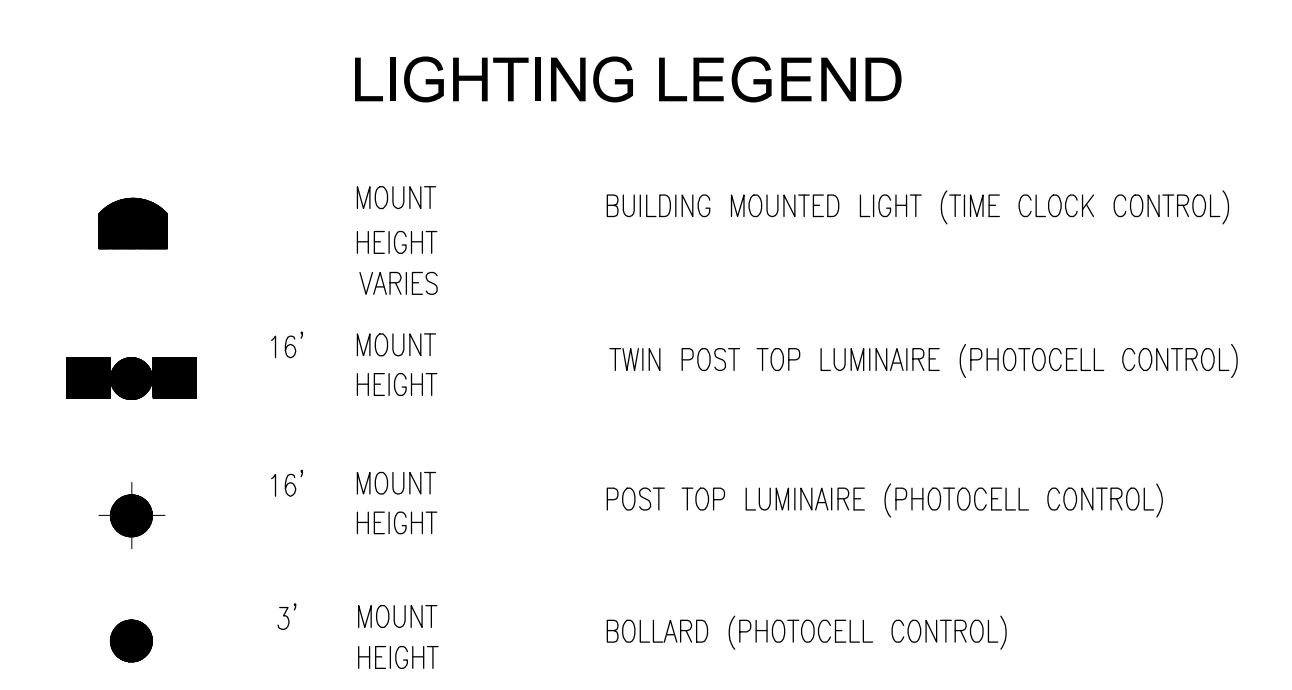 LIGHTING LEGEND
MOUNT
HEIGHT
VARIES
BUILDING MOUNTED LIGHT (TIME CLOCK CONTROL)
16' MOUNT
HEIGHT
TWIN POST TOP LUMINAIRE (PHOTOCELL CONTROL)
16' MOUNT
HEIGHT
POST TOP LUMINAIRE (PHOTOCELL CONTROL)
3' MOUNT
HEIGHT
BOLLARD (PHOTOCELL CONTROL)